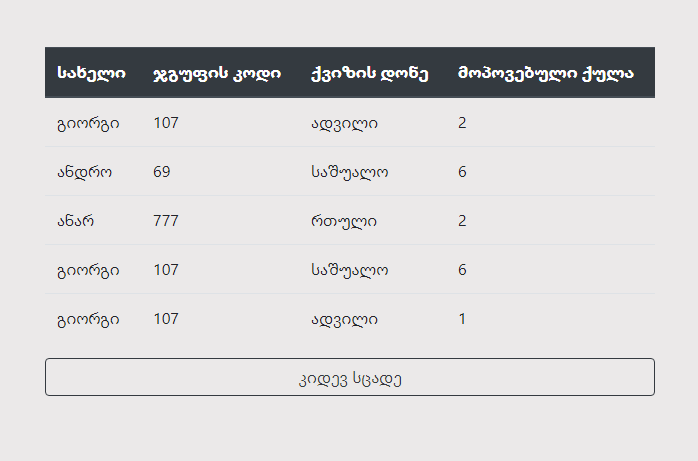 სახელი ჯგუფის კოდი ქვიზის დონე მოპოვებული ქულა
გიორგი 107 ადვილი 2
ანდრო 69 საშუალო 6
ანარ 777 რთული 2
გიორგი 107 საშუალო 6
გიორგი 107 ადვილი 1
კიდევ სცადე